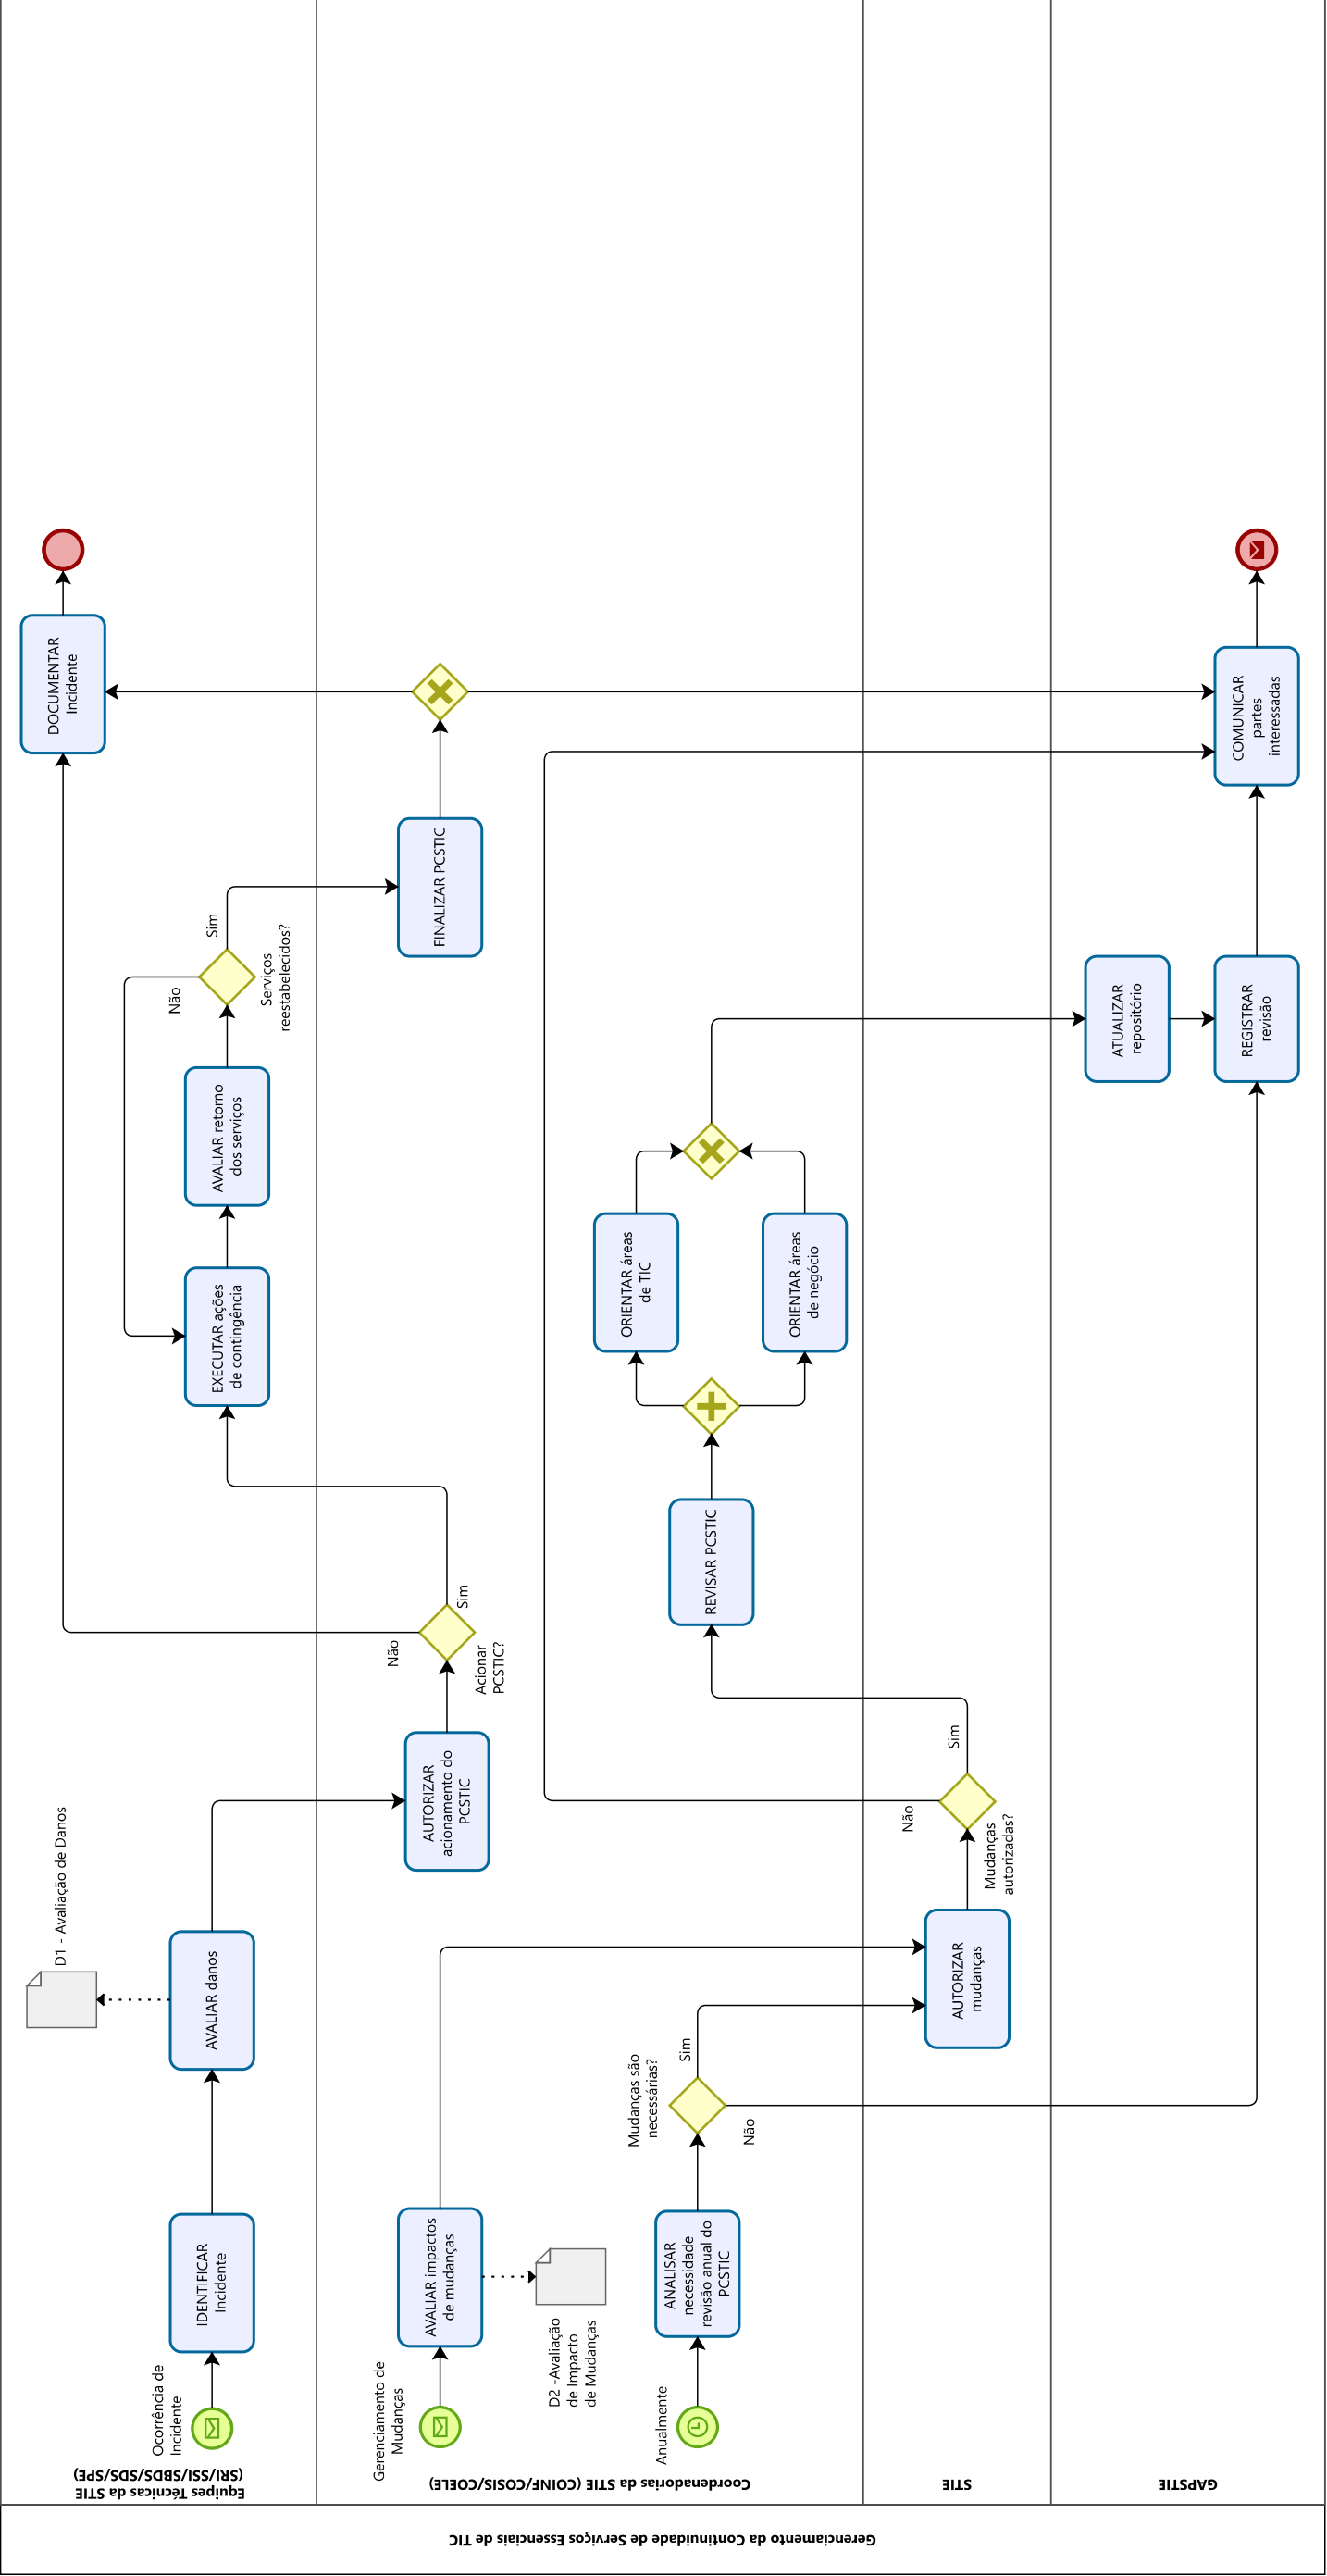 Gerenciamento da Continuidade de Serviços Essenciais de TIC
Equipes Técnicas da STIE
(SRI/SSI/SBDS/SDS/SPE)
Ocorrência de
Incidente
IDENTIFICAR
Incidente
AVALIAR danos
D1 - Avaliação de Danos
EXECUTAR ações
de contingência
AVALIAR retorno
dos serviços
Serviços
reestabelecidos?
Não
Sim
DOCUMENTAR
Incidente
Coordenadorias da STIE (COINF/COSIS/COELE)
Gerenciamento de
Mudanças
AVALIAR impactos
de mudanças
D2 -Avaliação
de Impacto
de Mudanças
AUTORIZAR
acionamento do
PCSTIC
Acionar
PCSTIC?
Não
Sim
FINALIZAR PCSTIC
Anualmente
ANALISAR
necessidade
revisão anual do
PCSTIC
Mudanças são
necessárias?
Sim
Não
REVISAR PCSTIC
ORIENTAR áreas
de TIC
ORIENTAR áreas
de negócio
STIE
AUTORIZAR
mudanças
Mudanças
autorizadas?
Não
Sim
GAPSTIE
ATUALIZAR
repositório
REGISTRAR
revisão
COMUNICAR
partes
interessadas